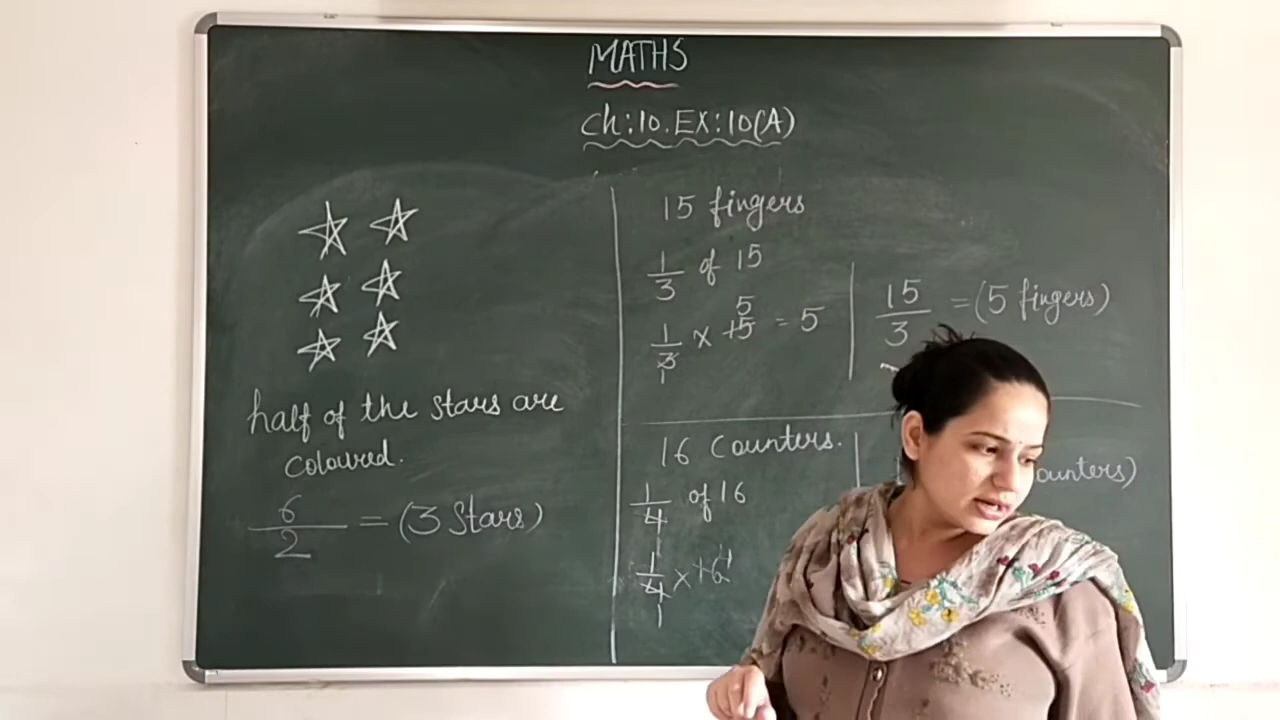 MATHS
Ch:10. EX:10(A)
half of the stars are
coloured.
6/2 = (3 Stars)
15 fingers
1/3 of 15
1/3 x 15 = 5
5
1
15/3 = (5 fingers)
16 Counters.
1/4 of 16
1/4 x 16
4
1
ounters)